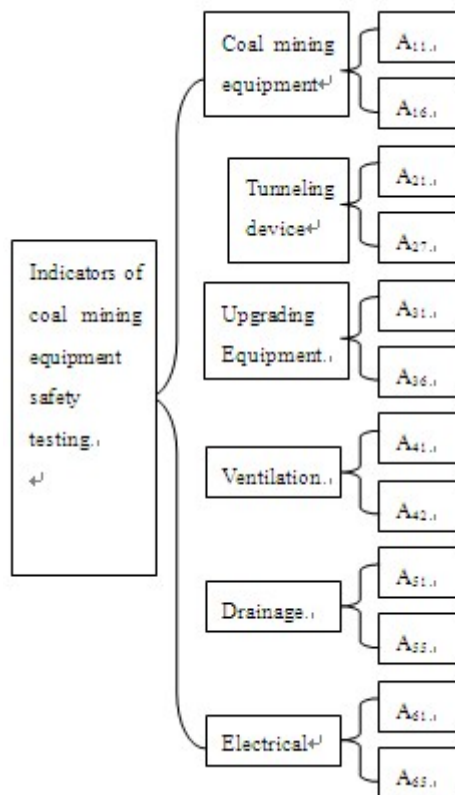 Indicators of
coal mining
equipment
safety
testing.
Coal mining
equipment
A11.
A16.
Tunneling
device
A21.
A27.
Upgrading
Equipment.
A31.
A36.
Ventilation.
A41.
A42.
Drainage.
A51.
A55.
Electrical
A61.
A65.